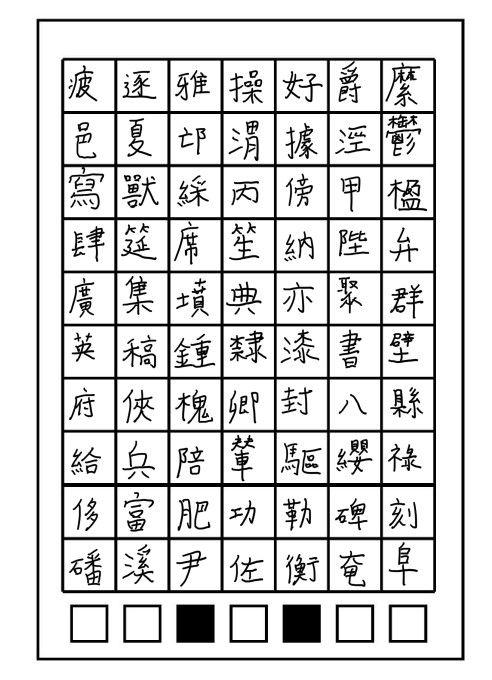 疲逐雅操好爵縻
邑夏邙渭據涇鬱
寫獸綵丙傍甲楹
肆筵席笙納陛弁
廣集墳典亦聚群
英稿鍾隸漆書壁
府俠槐卿封八縣
給兵陪輦驅纓祿
侈富肥功勒碑刻
磻溪尹佐衡奄阜